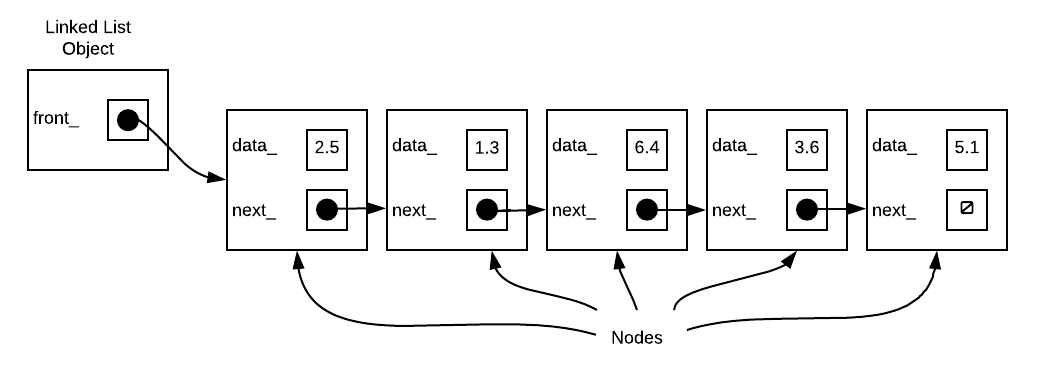 Linked List
Object
front_
data_ 2.5
next_
data_ 1.3
next_
data_ 6.4
next_
data_ 3.6
next_
data_ 5.1
next_
Nodes